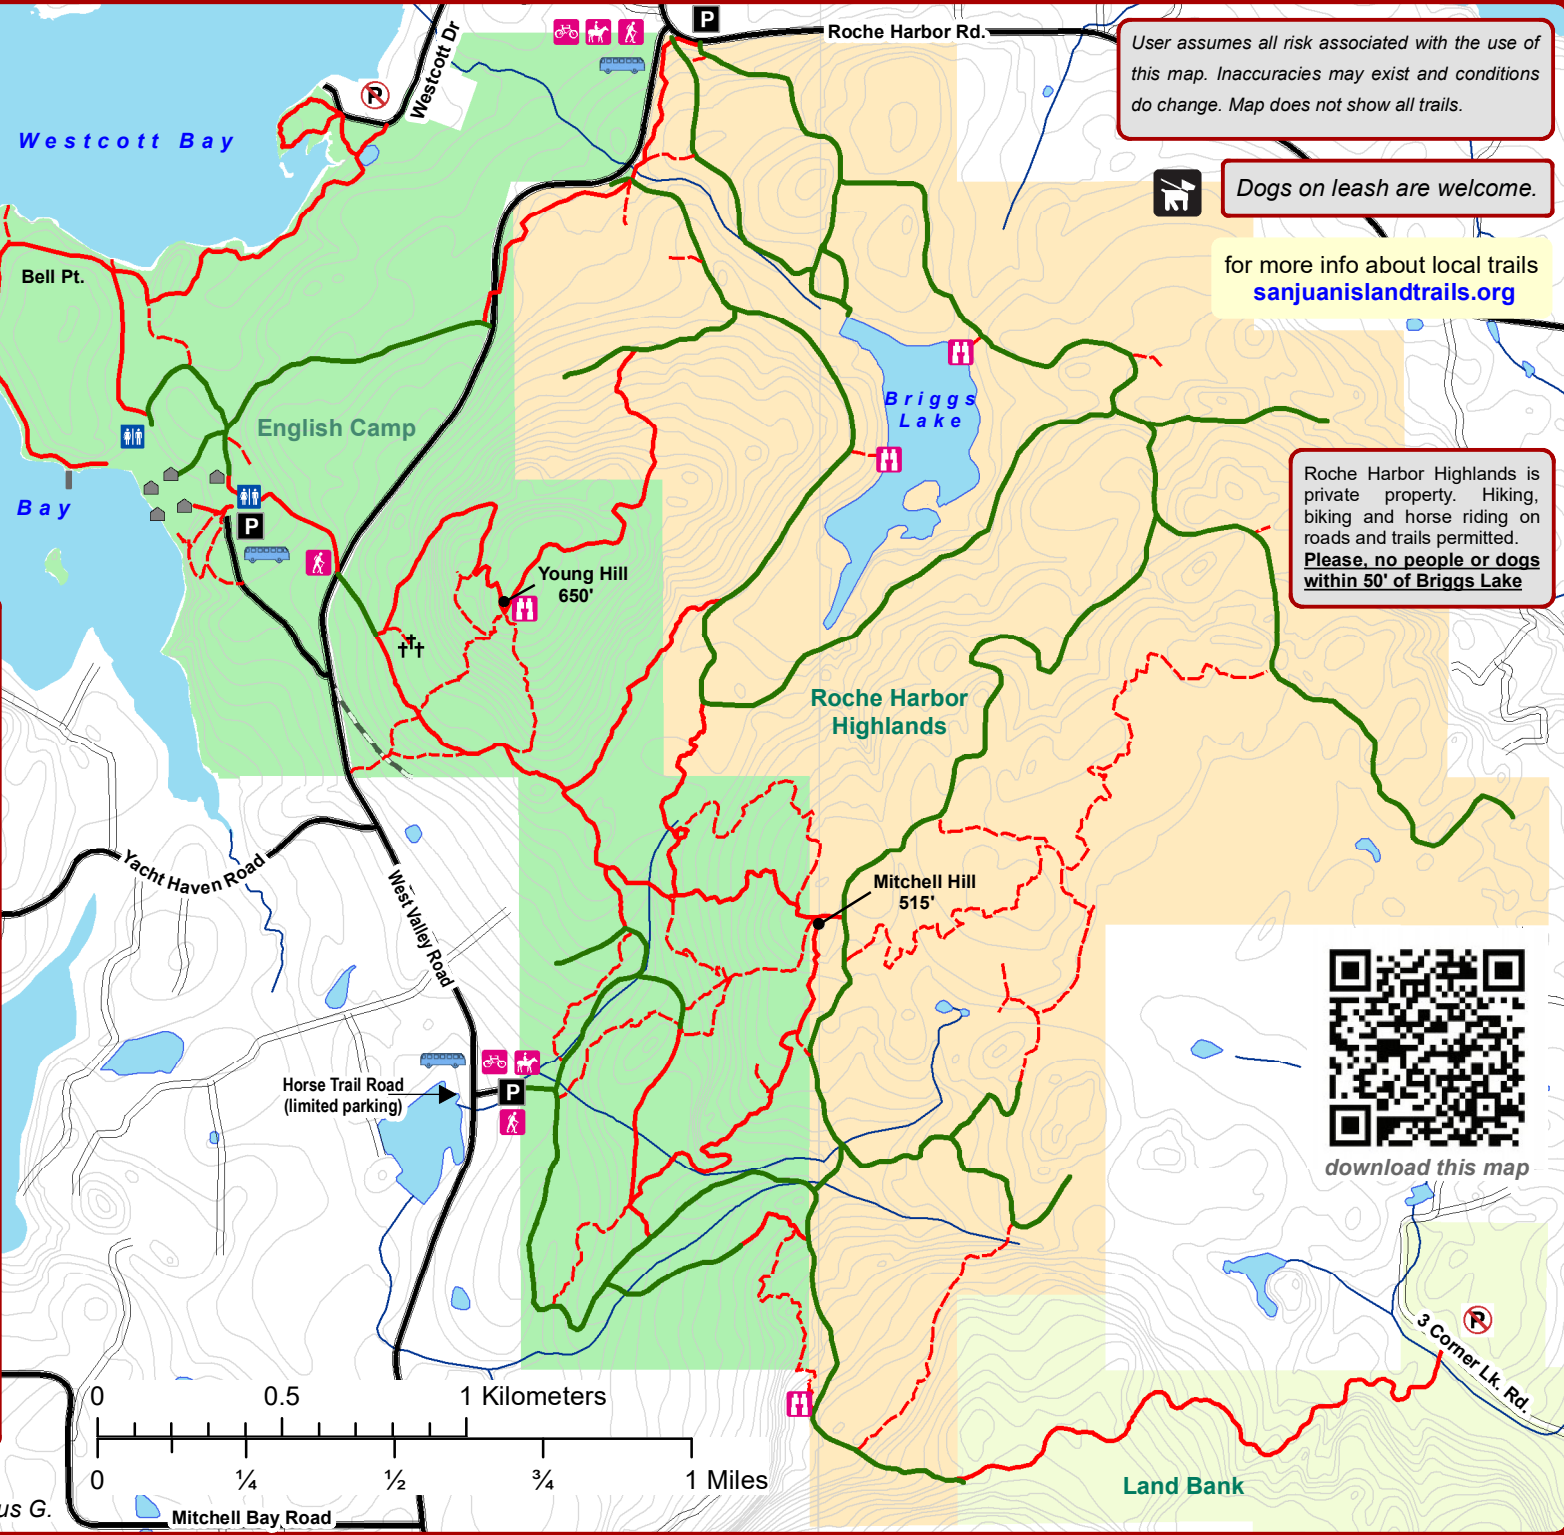 P
Roche Harbor Rd.
Westcott Dr
P
User assumes all risk associated with the use of
this map. Inaccuracies may exist and conditions
do change. Map does not show all trails.
Westcott Bay
Dogs on leash are welcome.
Bell Pt.
for more info about local trails
sanjuanislandtrails.org
Briggs
Lake
English Camp
Roche Harbor Highlands is
private property. Hiking,
biking and horse riding on
roads and trails permitted.
Please, no people or dogs
within 50' of Briggs Lake
Bay
P
Young Hill
650'
Roche Harbor
Highlands
Yacht Haven Road
West Valley Road
Mitchell Hill
515'
Horse Trail Road
(limited parking)
P
download this map
P
3 Corner Lk. Rd.
0 0.5 1 Kilometers
0 ¼ ½ ¾ 1 Miles
Land Bank
us G.
Mitchell Bay Road